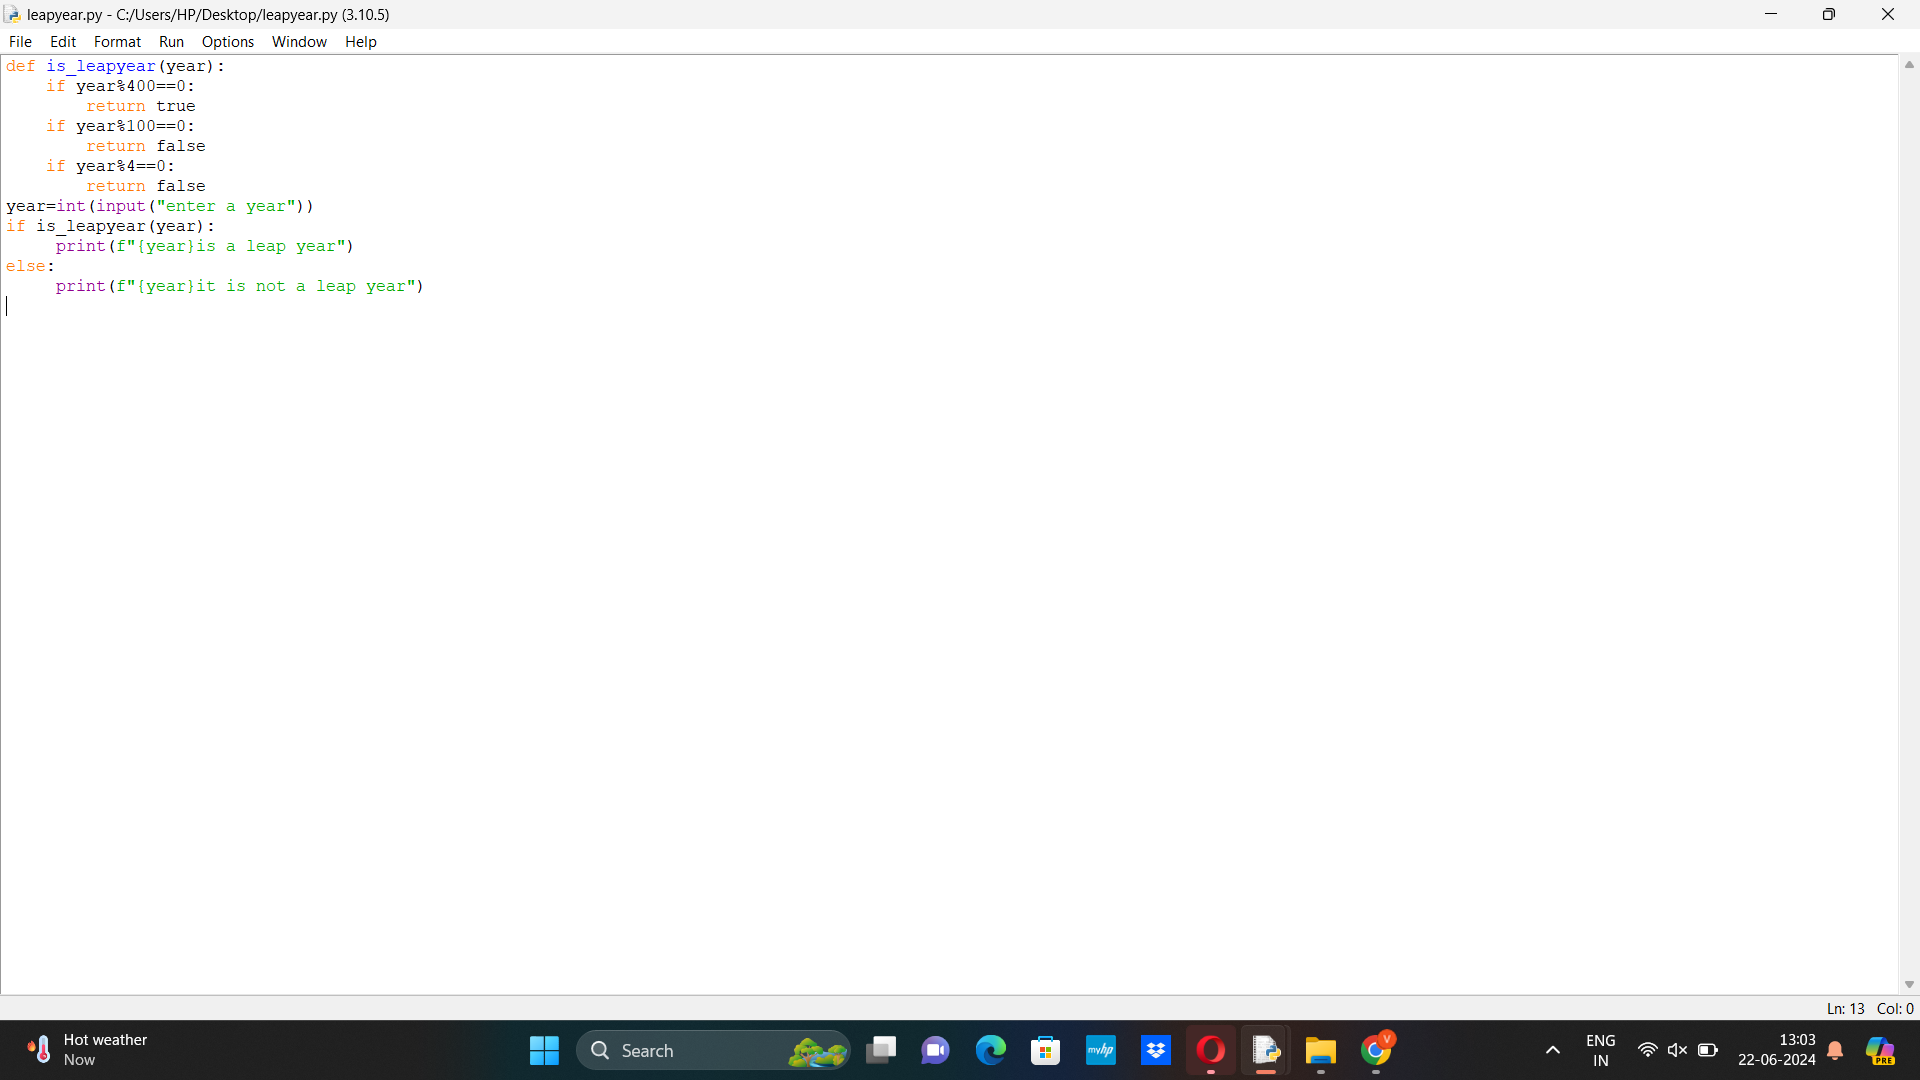 leapyear.py - C:/Users/HP/Desktop/leapyear.py (3.10.5)
File Edit Format Run Options Window Help
def is_leapyear(year):
    if year%400==0:
        return true
    if year%100==0:
        return false
    if year%4==0:
        return false
year=int(input("enter a year"))
if is_leapyear(year):
     print(f"{year}is a leap year")
else:
     print(f"{year}it is not a leap year")
Ln: 13 Col: 0
Hot weather
Now
Search
myhp
V
ENG
IN
13:03
22-06-2024
PRE